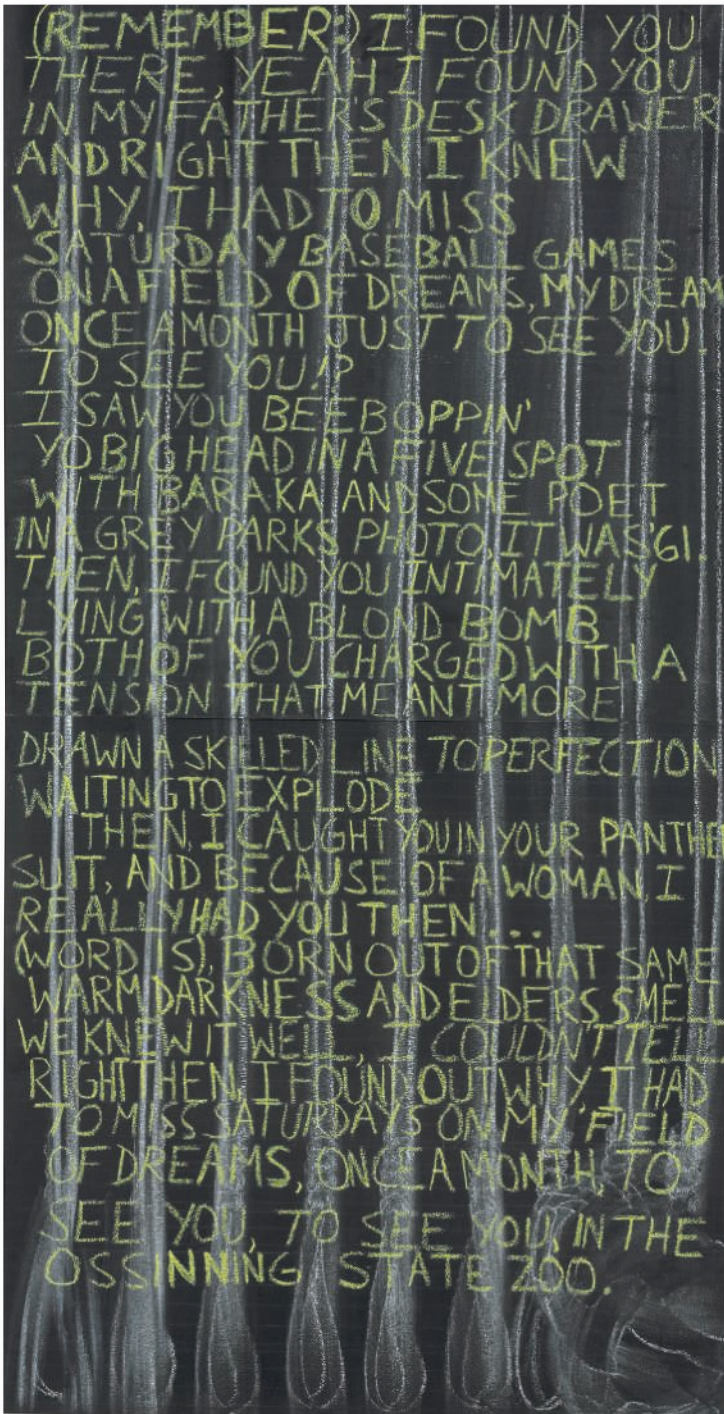 (REMEMBER:) I FOUND YOU
THERE, YEAH I FOUND YOU
IN MY FATHER'S DESK DRAWER
AND RIGHT THEN I KNEW
WHY, I HAD TO MISS
SATURDAY BASEBALL GAMES
ON A FIELD OF DREAMS, MY DREAM
ONCE A MONTH JUST TO SEE YOU.
TO SEE YOU!?
I SAW YOU BEEBOPPIN'
YO BIG HEAD IN A FIVE SPOT
WITH BARAKA AND SOME POET
IN A GREY PARKS PHOTO, IT WAS '61.
THEN, I FOUND YOU INTIMATELY
LYING WITH A BLOND BOMB
BOTH OF YOU CHARGED WITH A
TENSION THAT MEANT MORE
DRAWN A SKILLED LINE TO PERFECTION
WAITING TO EXPLODE
THEN, I CAUGHT YOU IN YOUR PANTHE
SUIT, AND BECAUSE OF A WOMAN, I
REALLY HAD YOU THEN...
(WORD IS), BORN OUT OF THAT SAME
WARM DARKNESS AND ELDERS SMELL
WE KNEW IT WELL, I COULDN'T TELL
RIGHT THEN, I FOUND OUT WHY, I HAD
TO MISS SATURDAYS ON MY FIELD
OF DREAMS, ONCE A MONTH, TO
SEE YOU, TO SEE YOU, IN THE
OSSINNING STATE ZOO.